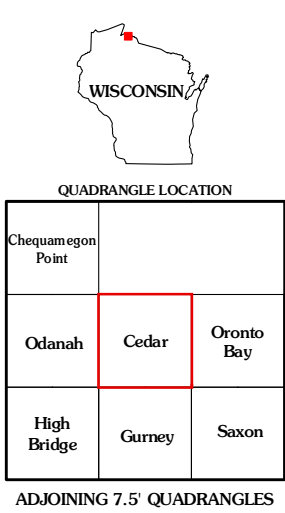 WISCONSIN
QUADRANGLE LOCATION
Chequamegon
Point
Odanah
Cedar
Oronto
Bay
High
Bridge
Gurney
Saxon
ADJOINING 7.5' QUADRANGLES